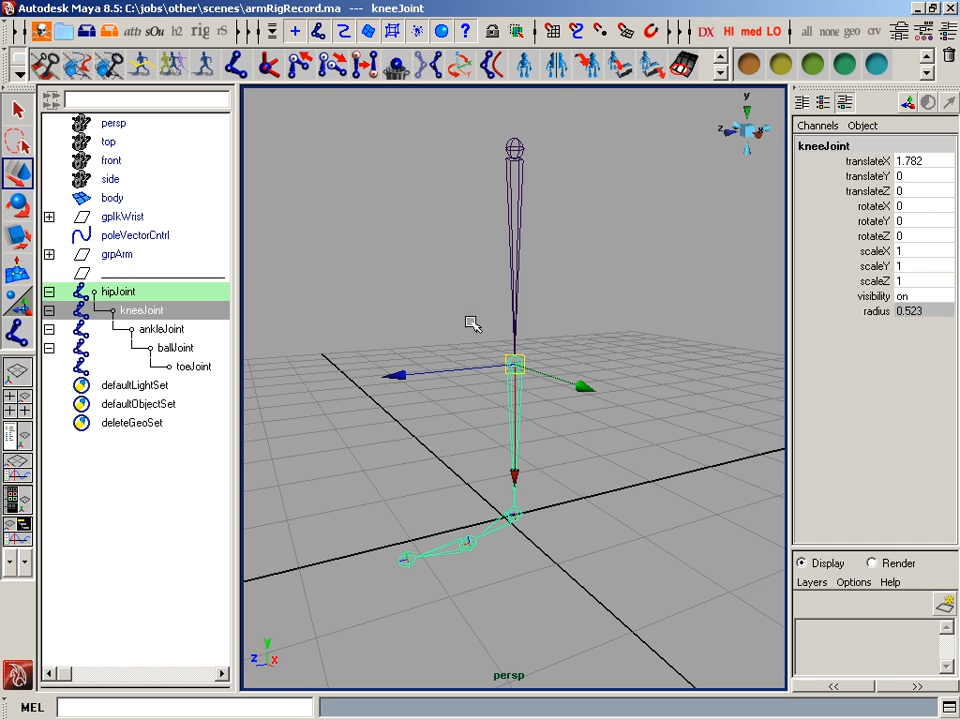 Autodesk Maya 8.5: C:\jobs\other\scenes\armRigRecord.ma --- kneeJoint
attr sOu h2 rig rS
DX HI med LO
all none geo crv
persp
top
front
side
body
gpIkWrist
poleVectorCntrl
grpArm
hipJoint
kneeJoint
ankleJoint
ballJoint
toeJoint
defaultLightSet
defaultObjectSet
deleteGeoSet
y
z x
y
z x
persp
Channels Object
kneeJoint
translateX 1.782
translateY 0
translateZ 0
rotateX 0
rotateY 0
rotateZ 0
scaleX 1
scaleY 1
scaleZ 1
visibility on
radius 0.523
Display Render
Layers Options Help
<< >>
MEL